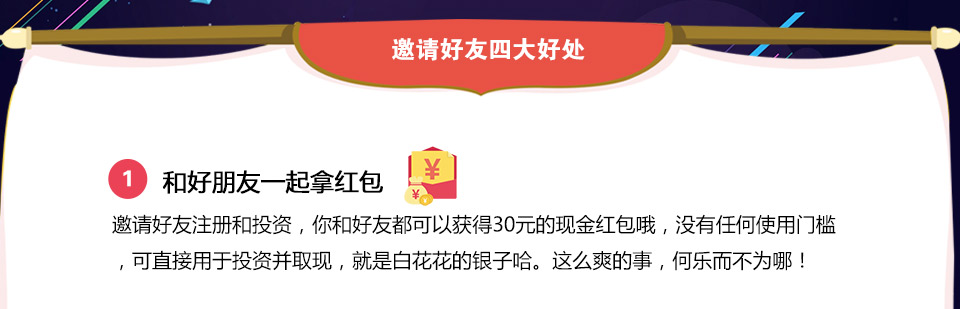 邀请好友四大好处
1 和好朋友一起拿红包
¥
¥
¥
邀请好友注册和投资，你和好友都可以获得30元的现金红包哦，没有任何使用门槛
，可直接用于投资并取现，就是白花花的银子哈。这么爽的事，何乐而不为哪！